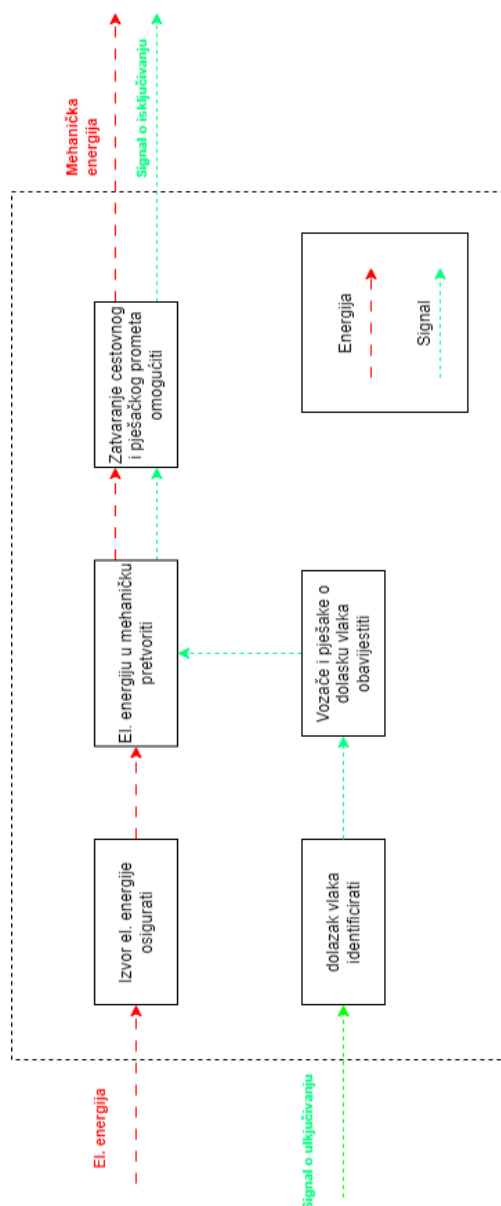 El. energija
Izvor el. energije
osigurati
El. energiju u mehaničku
pretvoriti
Zatvaranje cestovnog
i pješačkog prometa
omogućiti
Mehanička
energija
Signal o isključivanju
Signal o ulkjučivanju
dolazak vlaka
identificirati
Vozače i pješake o
dolasku vlaka
obavijestiti
Energija
Signal